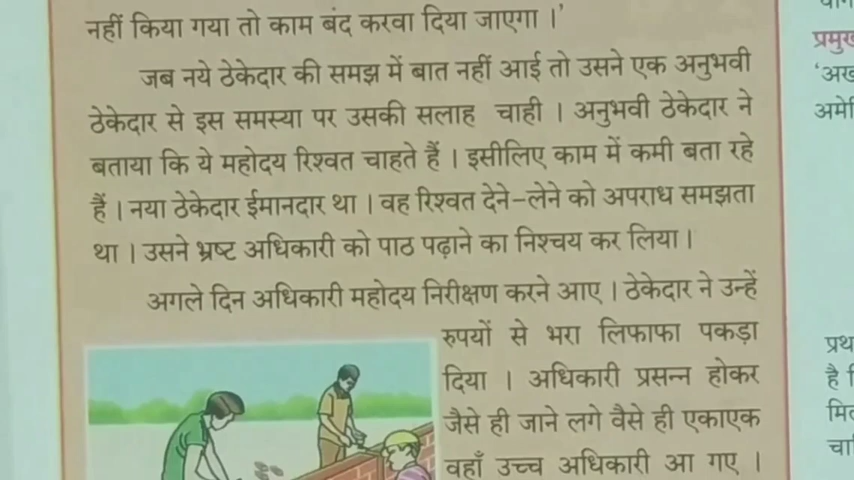 नहीं किया गया तो काम बंद करवा दिया जाएगा ।'
जब नये ठेकेदार की समझ में बात नहीं आई तो उसने एक अनुभवी
ठेकेदार से इस समस्या पर उसकी सलाह चाही । अनुभवी ठेकेदार ने
बताया कि ये महोदय रिश्वत चाहते हैं । इसीलिए काम में कमी बता रहे
हैं । नया ठेकेदार ईमानदार था । वह रिश्वत देने-लेने को अपराध समझता
था । उसने भ्रष्ट अधिकारी को पाठ पढ़ाने का निश्चय कर लिया ।
अगले दिन अधिकारी महोदय निरीक्षण करने आए । ठेकेदार ने उन्हें
रुपयों से भरा लिफाफा पकड़ा
दिया । अधिकारी प्रसन्न होकर
जैसे ही जाने लगे वैसे ही एकाएक
वहाँ उच्च अधिकारी आ गए ।
है